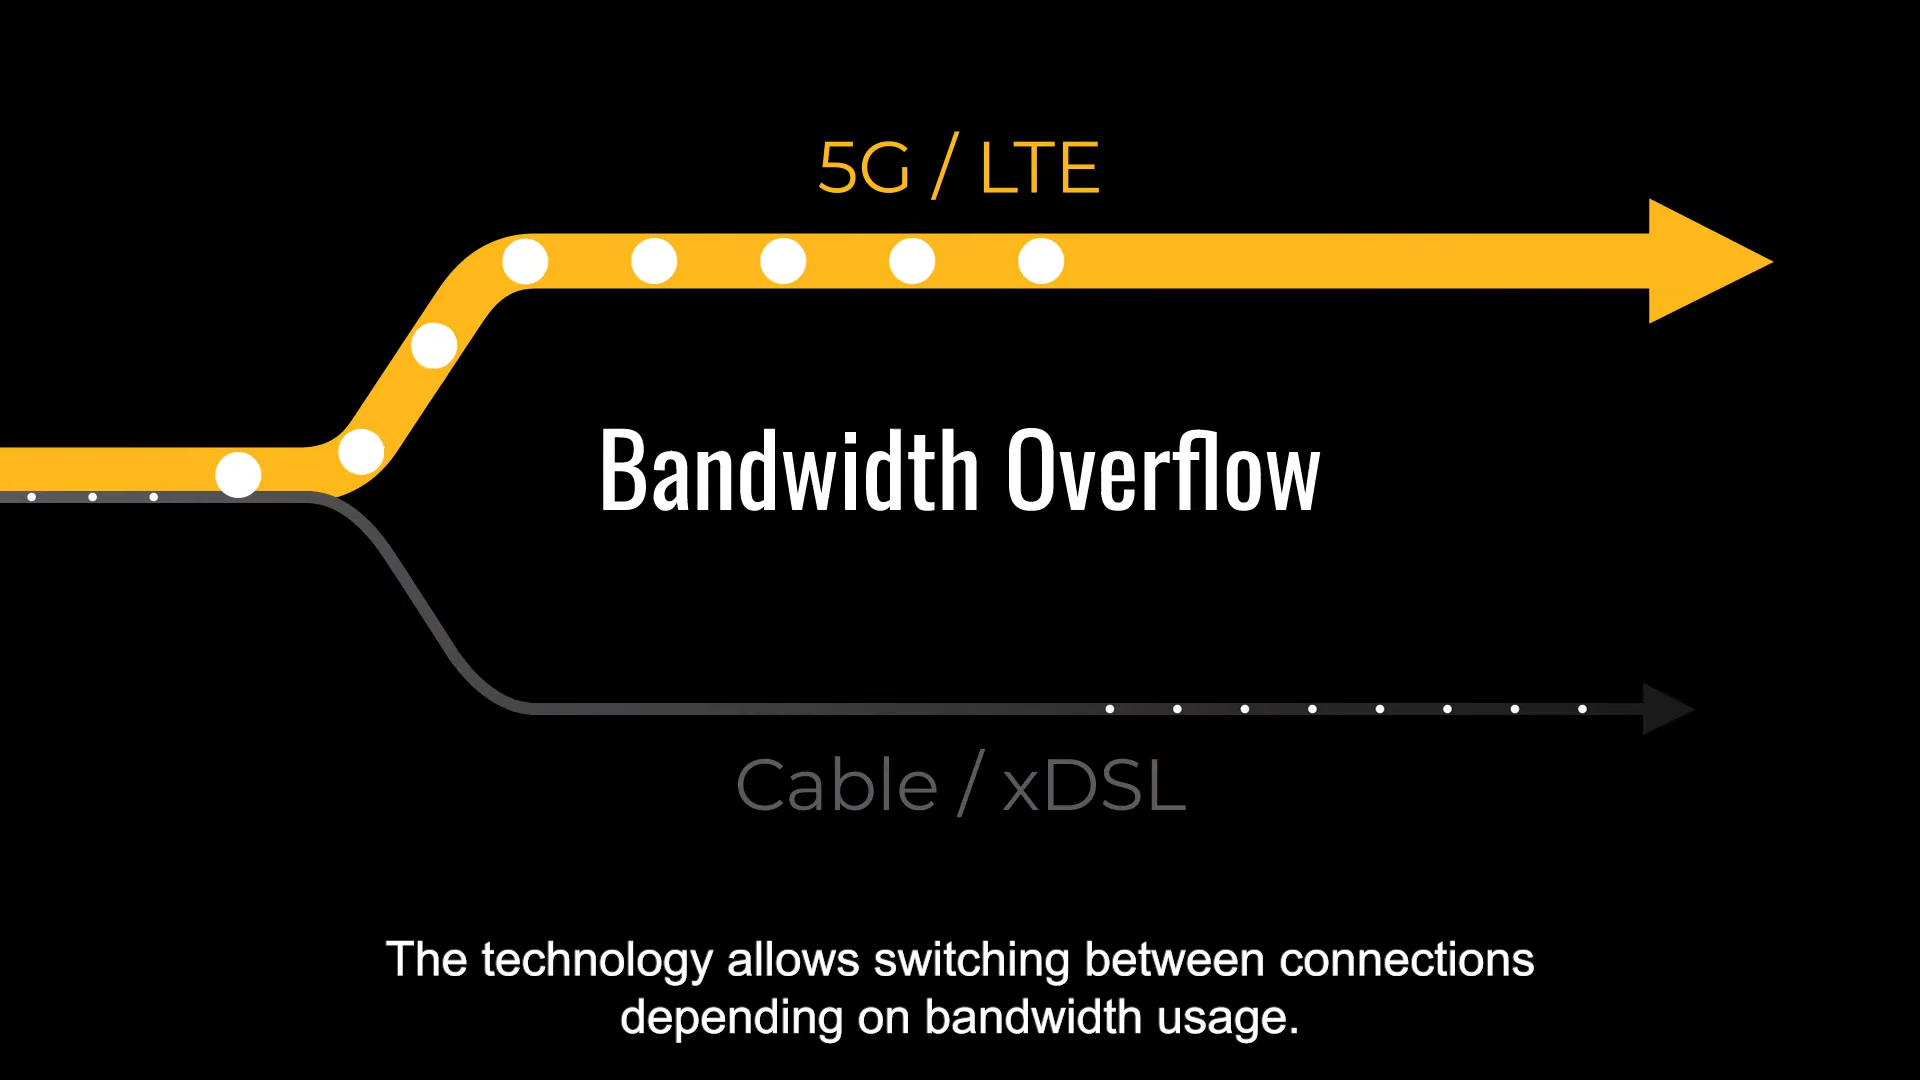 5G / LTE
Bandwidth Overflow
Cable / xDSL
The technology allows switching between connections
depending on bandwidth usage.